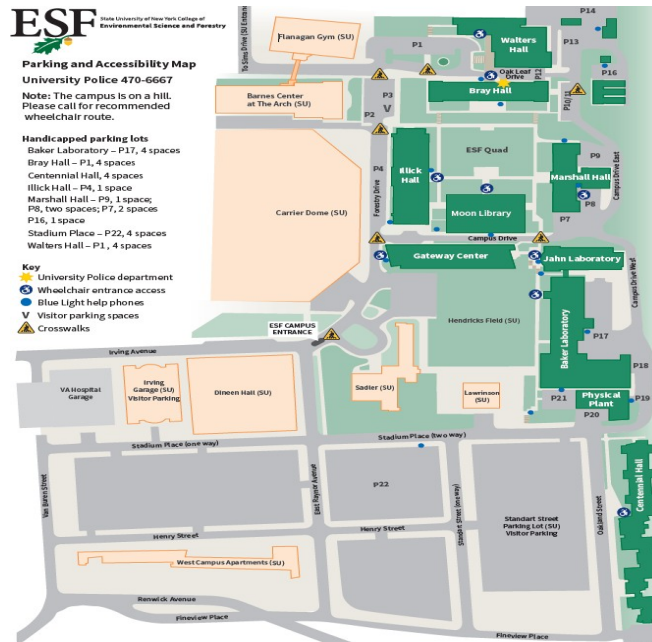 ESF
State University of New York College of
Environmental Science and Forestry
Parking and Accessibility Map
University Police 470-6667
Note: The campus is on a hill.
Please call for recommended
wheelchair route.
Handicapped parking lots
Baker Laboratory – P17, 4 spaces
Bray Hall – P1, 4 spaces
Centennial Hall, 4 spaces
Illick Hall – P4, 1 space
Marshall Hall – P9, 1 space;
P8, two spaces; P7, 2 spaces
P16, 1 space
Stadium Place – P22, 4 spaces
Walters Hall – P1, 4 spaces
Key
University Police department
Wheelchair entrance access
Blue Light help phones
V Visitor parking spaces
Crosswalks
To Sims Drive (SU) Entrance
Flanagan Gym (SU)
P1
Walters
Hall
P14
P13
Oak Leaf
Drive
P12
P16
Barnes Center
at The Arch (SU)
P3
V
P2
Bray Hall
P10/11
Carrier Dome (SU)
P4
Forestry Drive
Illick
Hall
ESF Quad
P9
Marshall Hall
P8
Campus Drive East
Moon Library
P7
Campus Drive
Gateway Center
Jahn Laboratory
Campus Drive West
ESF CAMPUS
ENTRANCE
Hendricks Field (SU)
Baker Laboratory
P17
Irving Avenue
VA Hospital
Garage
Irving
Garage (SU)
Visitor Parking
Dineen Hall (SU)
Sadler (SU)
Lawrinson
(SU)
P18
P21
Physical
Plant
P19
P20
Stadium Place (one way)
Stadium Place (two way)
Van Buren Street
East Raynor Avenue
P22
Standart Street (one way)
Standart Street
Parking Lot (SU)
Visitor Parking
Oakland Street
Centennial Hall
Henry Street
Henry Street
West Campus Apartments (SU)
Renwick Avenue
Fineview Place
Fineview Place